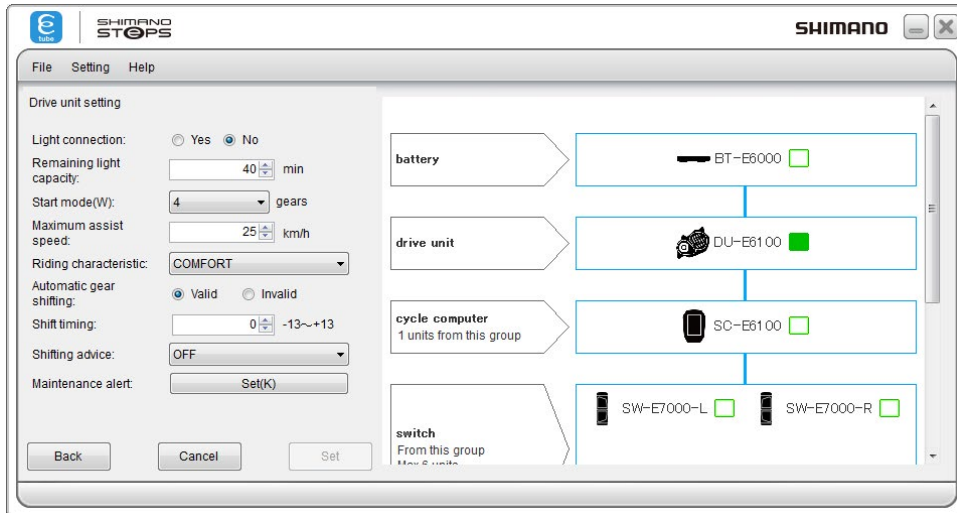 e
tube
SHIMANO
STEPS
SHIMANO
File Setting Help
Drive unit setting
Light connection: Yes No
Remaining light
capacity: 40 min
Start mode(W): 4 gears
Maximum assist
speed: 25 km/h
Riding characteristic: COMFORT
Automatic gear
shifting: Valid Invalid
Shift timing: 0 -13~+13
Shifting advice: OFF
Maintenance alert: Set(K)
Back Cancel Set
battery
BT-E6000
drive unit
DU-E6100
cycle computer
1 units from this group
SC-E6100
SW-E7000-L SW-E7000-R
switch
From this group
Max 6 units